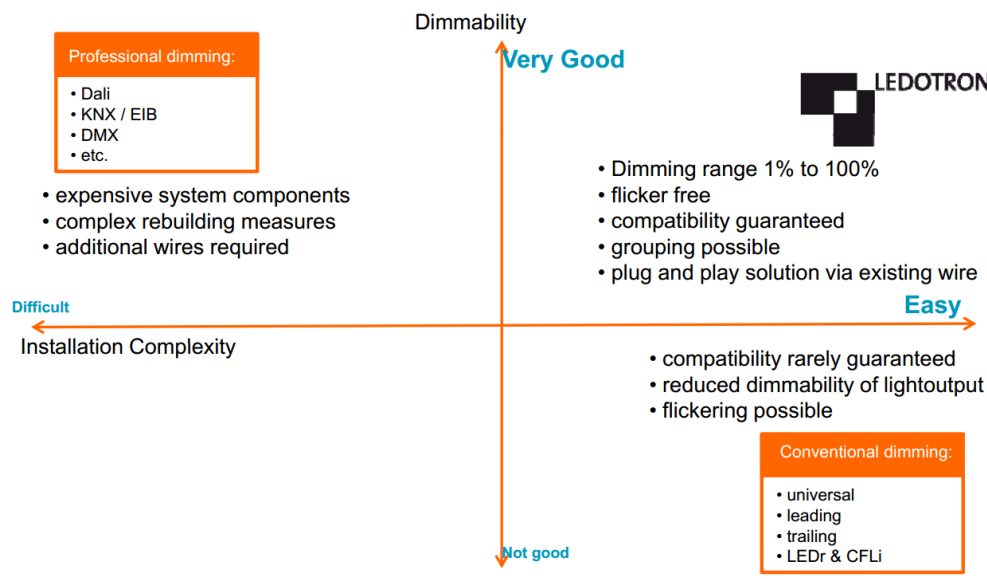 Dimmability
Very Good
Professional dimming:
• Dali
• KNX / EIB
• DMX
• etc.
• expensive system components
• complex rebuilding measures
• additional wires required
LEDOTRON
• Dimming range 1% to 100%
• flicker free
• compatibility guaranteed
• grouping possible
• plug and play solution via existing wire
Difficult
Easy
Installation Complexity
• compatibility rarely guaranteed
• reduced dimmability of lightoutput
• flickering possible
Conventional dimming:
• universal
• leading
• trailing
• LEDr & CFLi
Not good